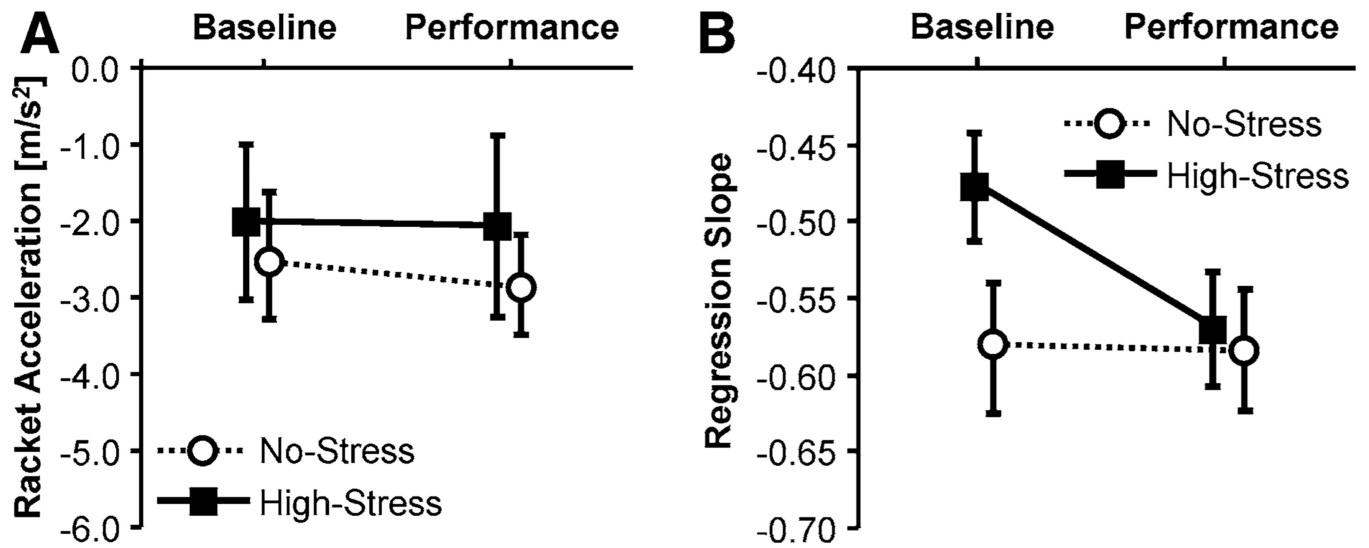 A
Baseline Performance
Racket Acceleration [m/s²]
0.0
-1.0
-2.0
-3.0
-4.0
-5.0
-6.0
No-Stress
High-Stress
B
Baseline Performance
Regression Slope
-0.40
-0.45
-0.50
-0.55
-0.60
-0.65
-0.70
No-Stress
High-Stress